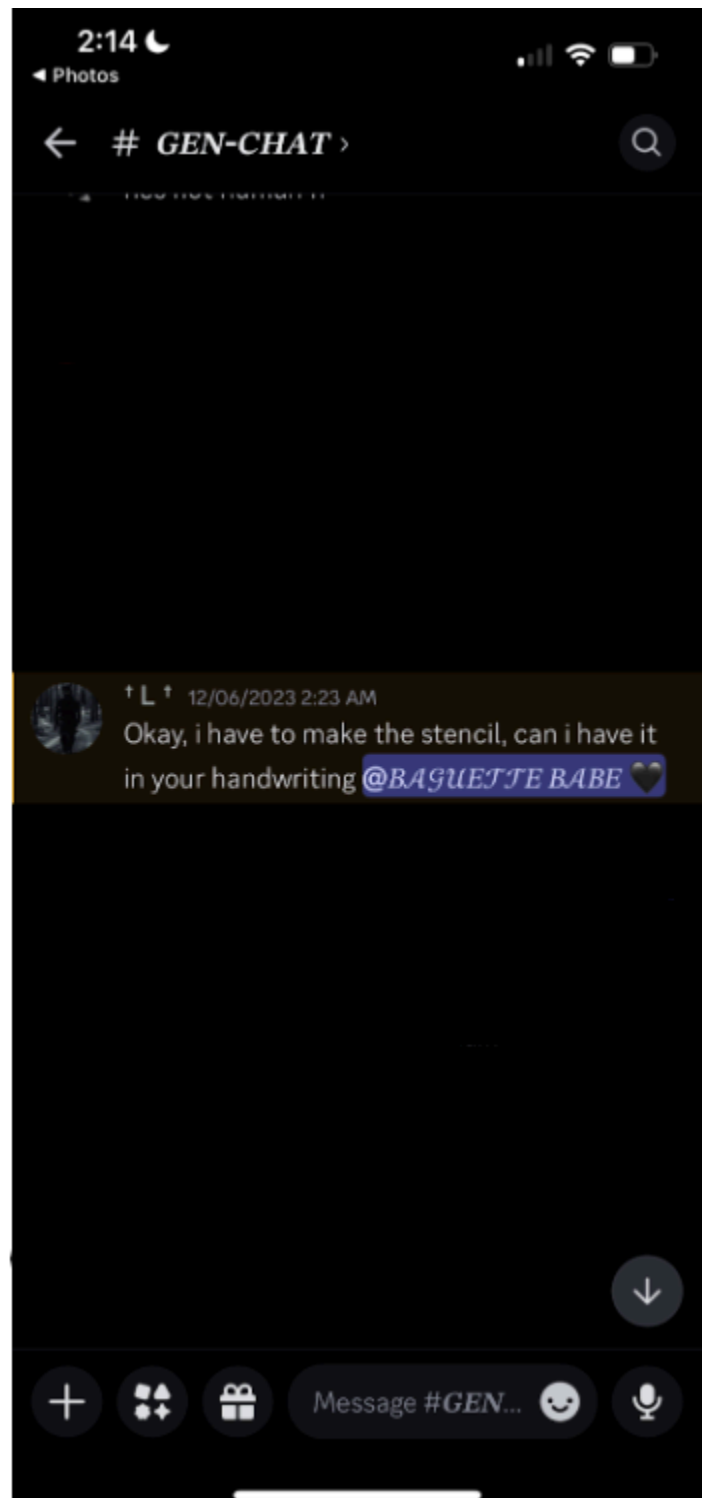 2:14
◀ Photos
# GEN-CHAT ›
† L † 12/06/2023 2:23 AM
Okay, i have to make the stencil, can i have it
in your handwriting @BAGUETTE BABE 🖤
Message #GEN...